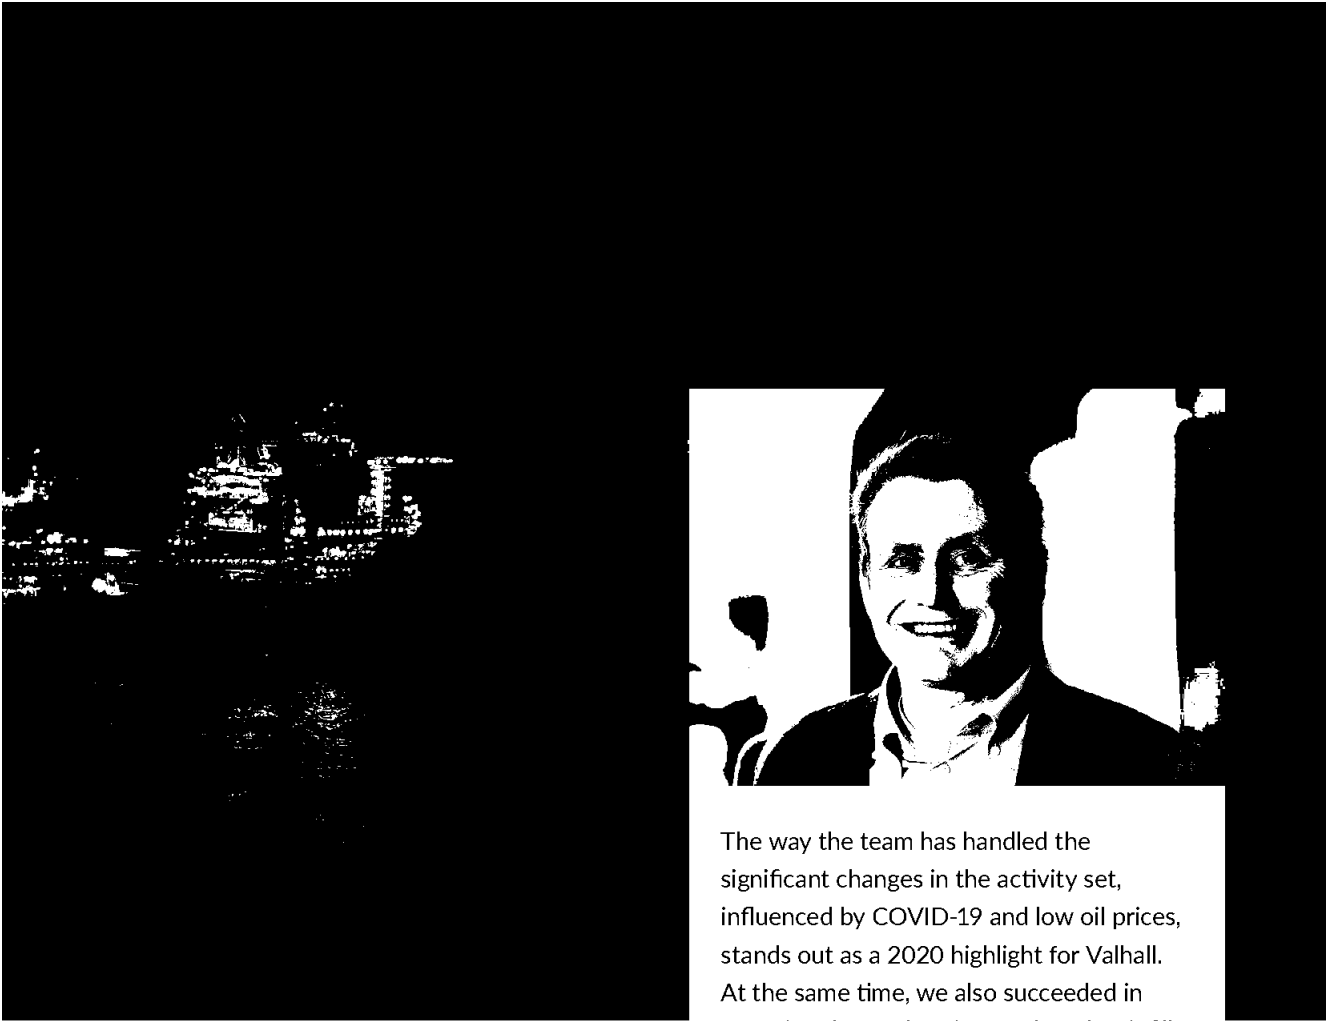 The way the team has handled the
significant changes in the activity set,
influenced by COVID-19 and low oil prices,
stands out as a 2020 highlight for Valhall.
At the same time, we also succeeded in